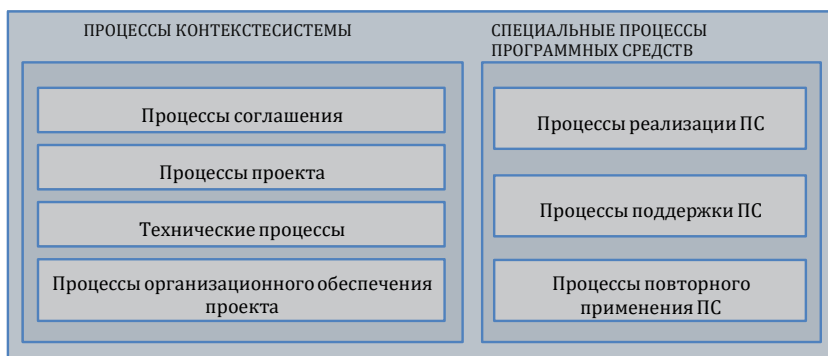 ПРОЦЕССЫ КОНТЕКСТЕСИСТЕМЫ
Процессы соглашения
Процессы проекта
Технические процессы
Процессы организационного обеспечения
проекта
СПЕЦИАЛЬНЫЕ ПРОЦЕССЫ
ПРОГРАММНЫХ СРЕДСТВ
Процессы реализации ПС
Процессы поддержки ПС
Процессы повторного
применения ПС